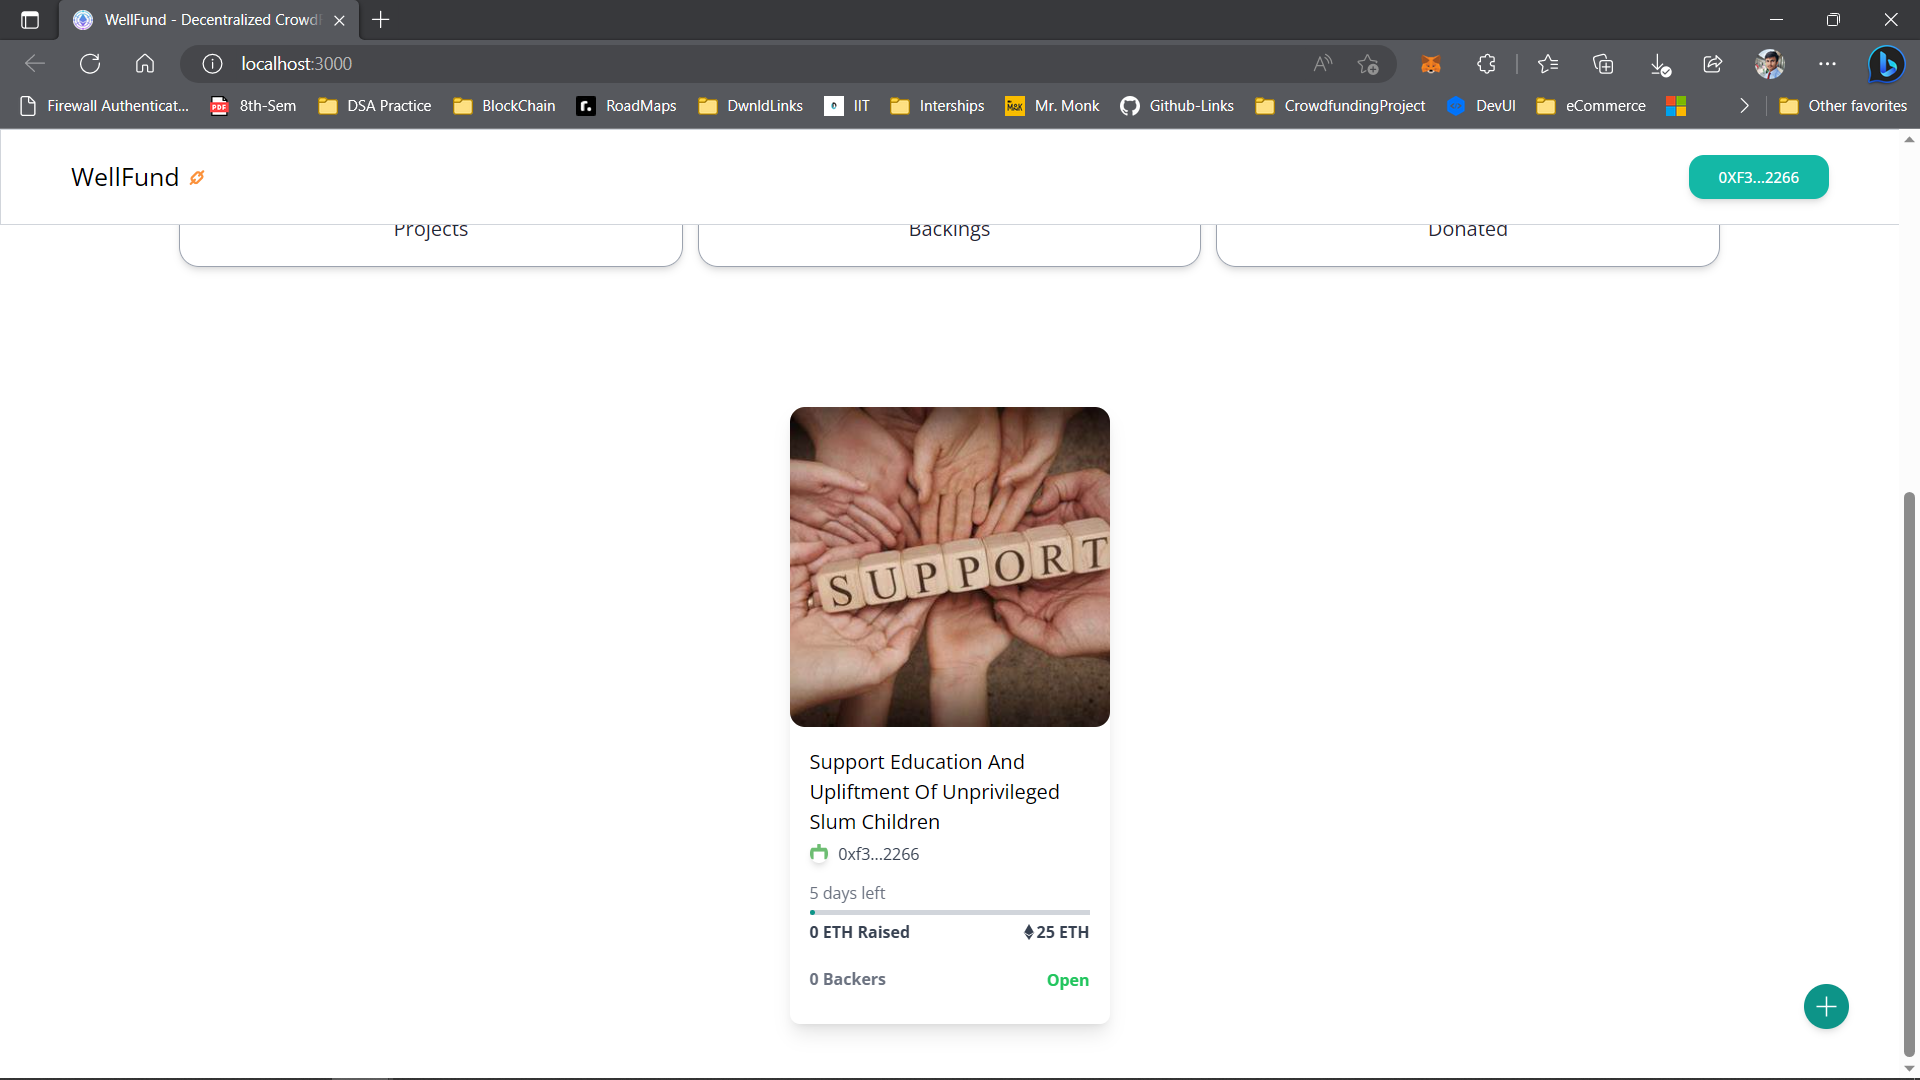 WellFund - Decentralized Crowd
localhost:3000
Firewall Authenticat... 8th-Sem DSA Practice BlockChain RoadMaps DwnldLinks IIT Interships Mr. Monk Github-Links CrowdfundingProject DevUI eCommerce Other favorites
WellFund 0XF3...2266
Projects Backings Donated
SUPPORT
Support Education And
Upliftment Of Unprivileged
Slum Children
0xf3...2266
5 days left
0 ETH Raised 25 ETH
0 Backers Open